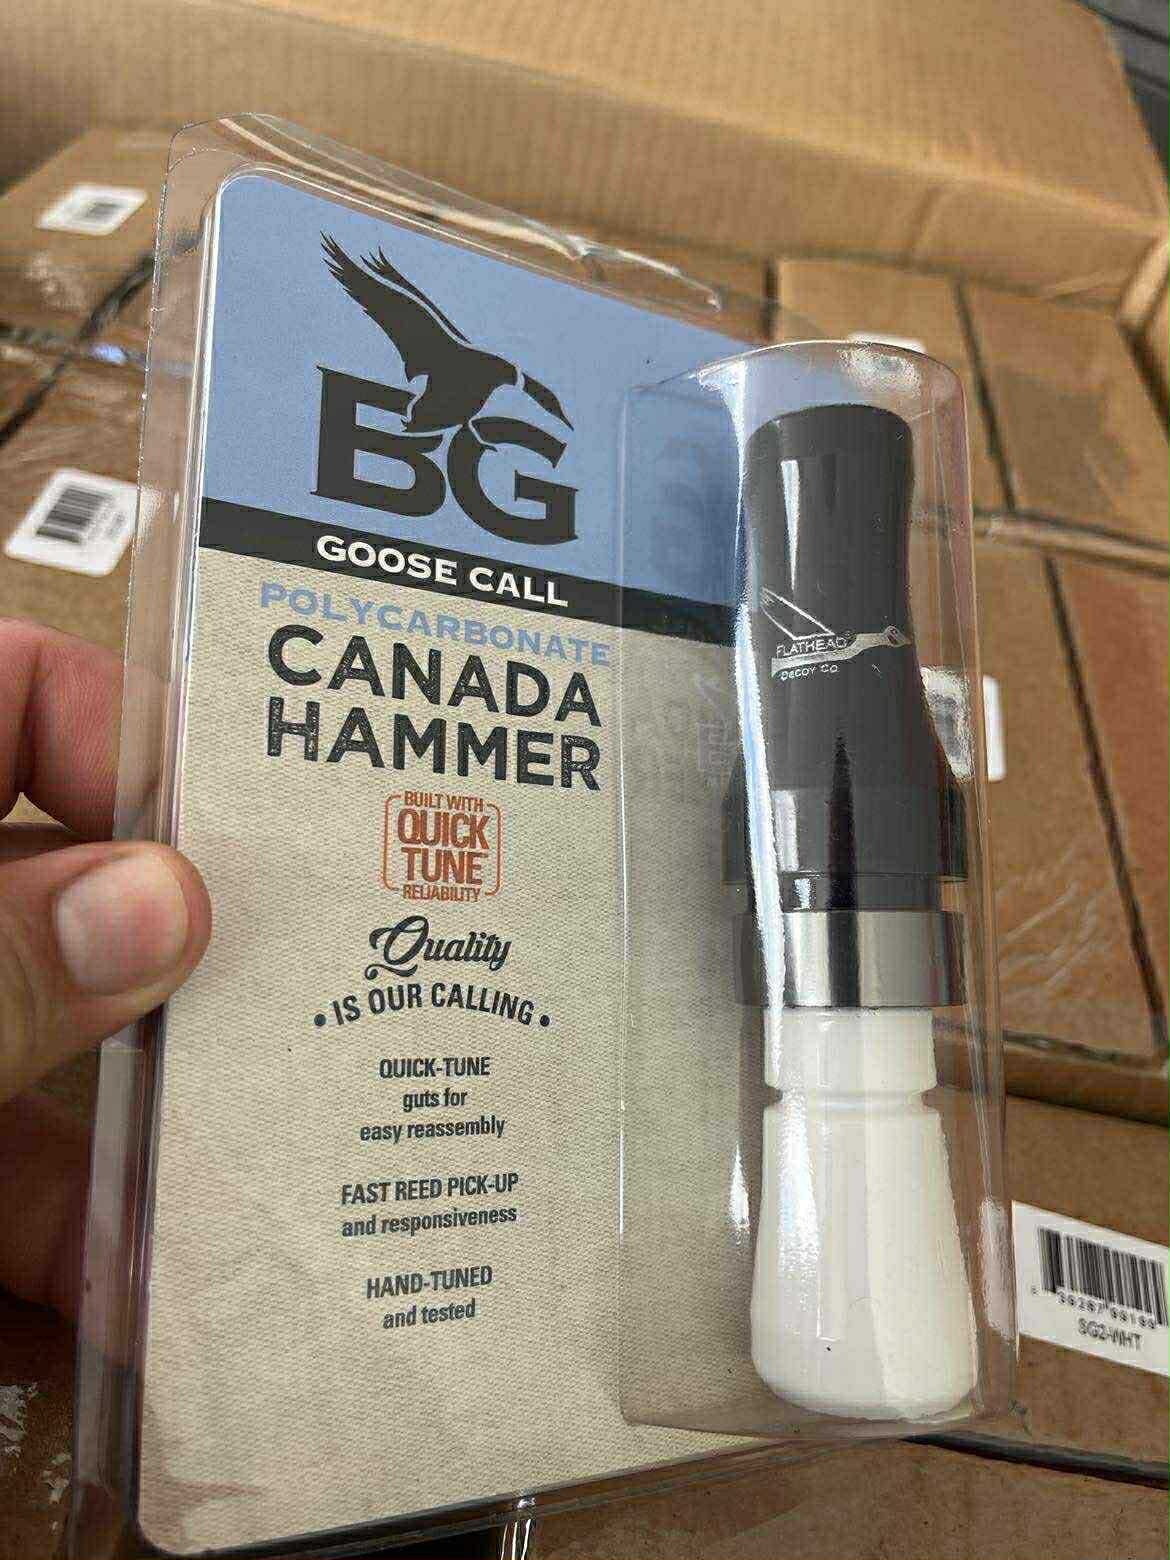 BG
GOOSE CALL
POLYCARBONATE
CANADA
HAMMER
BUILT WITH
QUICK
TUNE
RELIABILITY
Quality
• IS OUR CALLING •
QUICK-TUNE
guts for
easy reassembly
FAST REED PICK-UP
and responsiveness
HAND-TUNED
and tested
FLATHEAD
DECOY CO
SG2-WHT